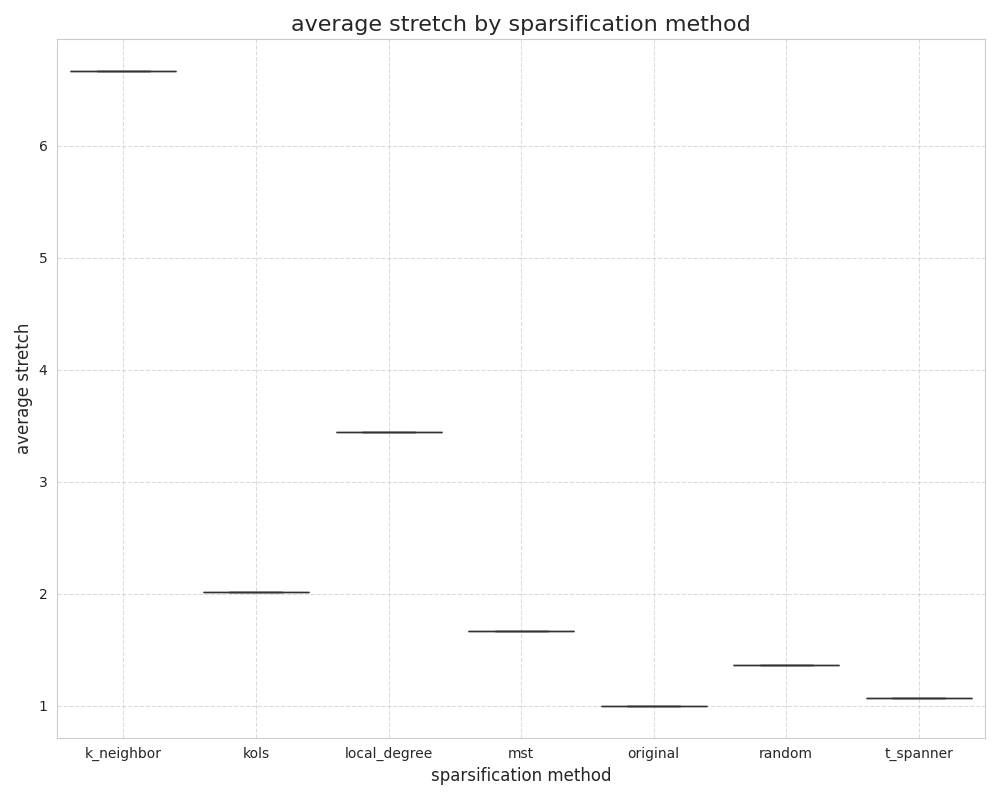 average stretch by sparsification method
average stretch
6
5
4
3
2
1
k_neighbor kols local_degree mst original random t_spanner
sparsification method